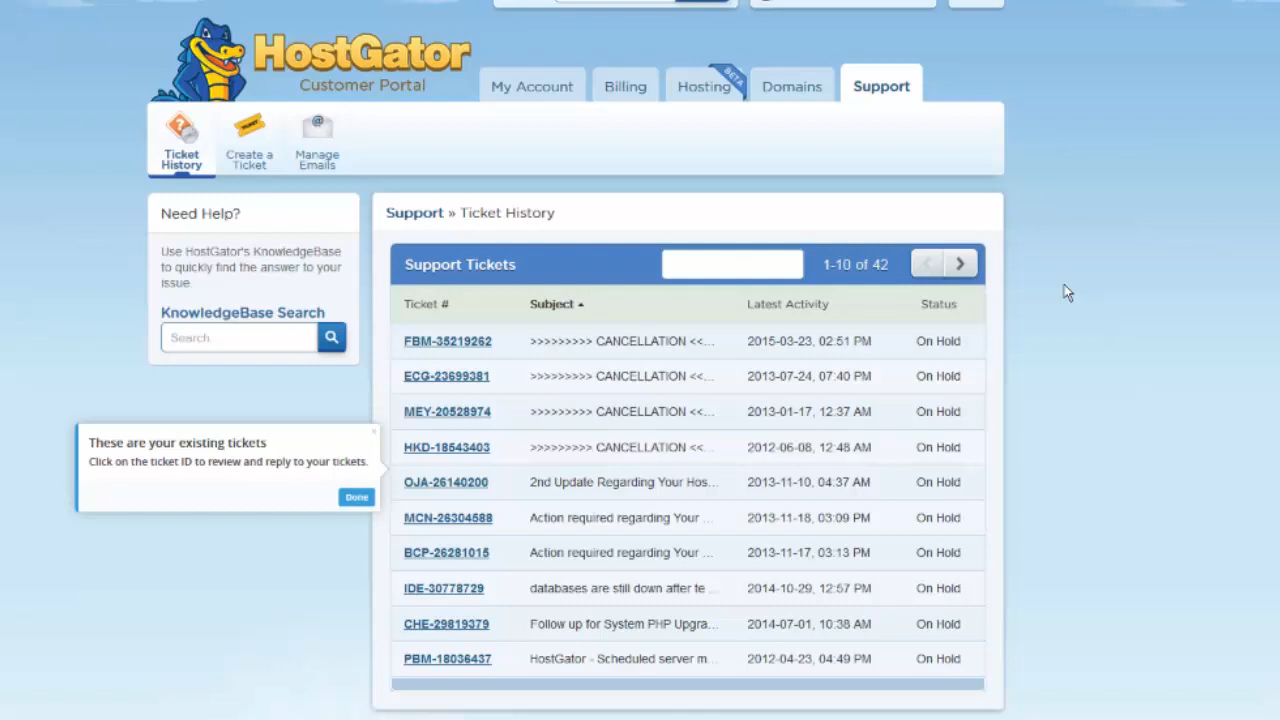 HostGator
Customer Portal
My Account
Billing
Hosting
BETA
Domains
Support
Ticket
History
TICKET
Create a
Ticket
@
Manage
Emails
Need Help?
Use HostGator's KnowledgeBase
to quickly find the answer to your
issue.
KnowledgeBase Search
Search
Support » Ticket History
Support Tickets
1-10 of 42
Ticket # Subject Latest Activity Status
FBM-35219262 >>>>>>>>> CANCELLATION <<... 2015-03-23, 02:51 PM On Hold
ECG-23699381 >>>>>>>>> CANCELLATION <<... 2013-07-24, 07:40 PM On Hold
MEY-20528974 >>>>>>>>> CANCELLATION <<... 2013-01-17, 12:37 AM On Hold
HKD-18543403 >>>>>>>>> CANCELLATION <<... 2012-06-08, 12:48 AM On Hold
OJA-26140200 2nd Update Regarding Your Hos... 2013-11-10, 04:37 AM On Hold
MCN-26304588 Action required regarding Your ... 2013-11-18, 03:09 PM On Hold
BCP-26281015 Action required regarding Your ... 2013-11-17, 03:13 PM On Hold
IDE-30778729 databases are still down after te ... 2014-10-29, 12:57 PM On Hold
CHE-29819379 Follow up for System PHP Upgra... 2014-07-01, 10:38 AM On Hold
PBM-18036437 HostGator - Scheduled server m... 2012-04-23, 04:49 PM On Hold
These are your existing tickets
Click on the ticket ID to review and reply to your tickets.
Done